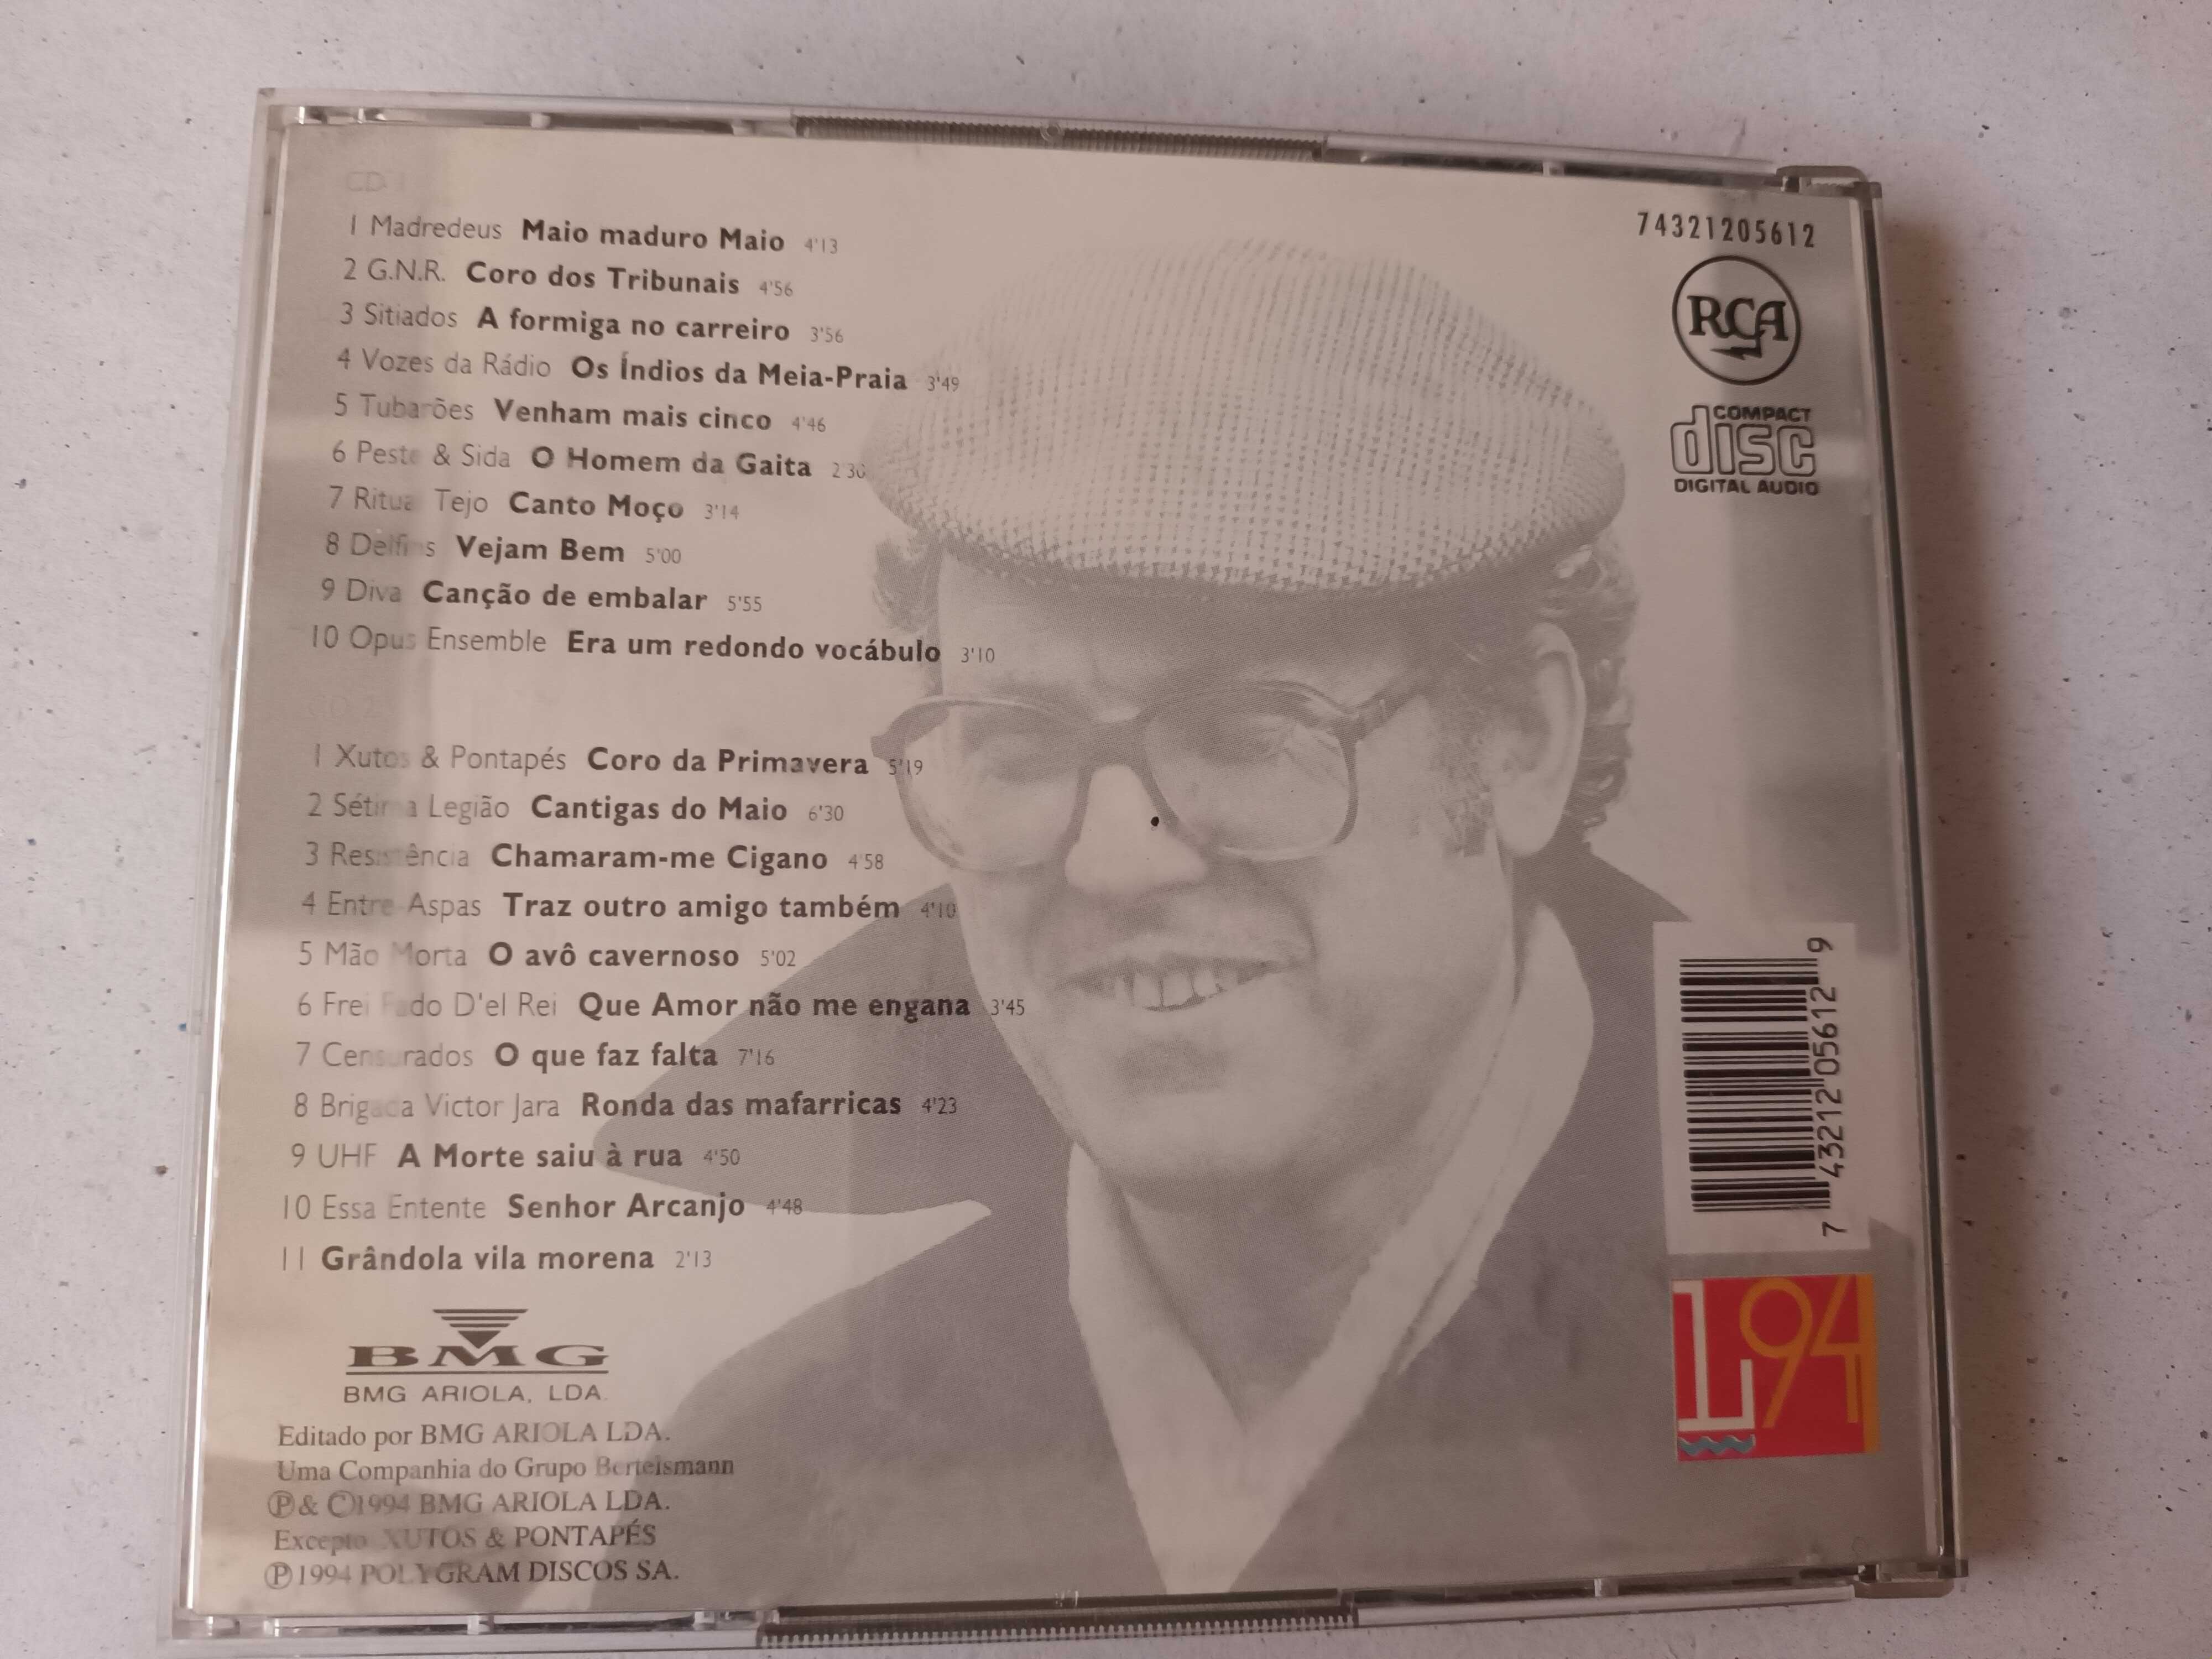 CD 1
1 Madredeus Maio maduro Maio 4'13
2 G.N.R. Coro dos Tribunais 4'56
3 Sitiados A formiga no carreiro 3'56
4 Vozes da Rádio Os Índios da Meia-Praia 3'49
5 Tubarões Venham mais cinco 4'46
6 Peste & Sida O Homem da Gaita 2'30
7 Ritual Tejo Canto Moço 3'14
8 Delfins Vejam Bem 5'00
9 Diva Canção de embalar 5'55
10 Opus Ensemble Era um redondo vocábulo 3'10
CD 2
1 Xutos & Pontapés Coro da Primavera 5'19
2 Sétima Legião Cantigas do Maio 6'30
3 Resistência Chamaram-me Cigano 4'58
4 Entre Aspas Traz outro amigo também 4'10
5 Mão Morta O avô cavernoso 5'02
6 Frei Fado D'el Rei Que Amor não me engana 3'45
7 Censurados O que faz falta 7'16
8 Brigada Victor Jara Ronda das mafarricas 4'23
9 UHF A Morte saiu à rua 4'50
10 Essa Entente Senhor Arcanjo 4'48
11 Grândola vila morena 2'13
BMG
BMG ARIOLA, LDA.
Editado por BMG ARIOLA LDA.
Uma Companhia do Grupo Bertelsmann
℗ & ©1994 BMG ARIOLA LDA.
Excepto XUTOS & PONTAPÉS
℗1994 POLYGRAM DISCOS SA.
74321205612
RCA
COMPACT
disc
DIGITAL AUDIO
7 43212 05612 9
L94